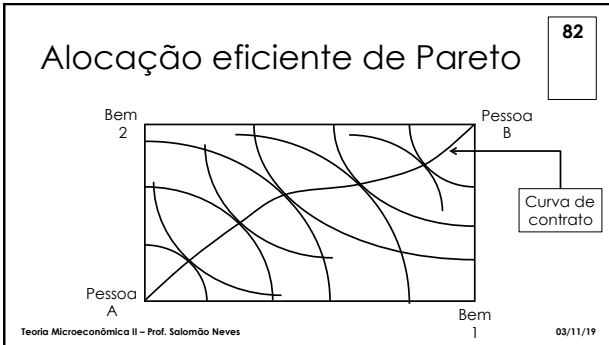 82
Alocação eficiente de Pareto
Bem
2
Pessoa
B
Curva de
contrato
Pessoa
A
Bem
1
Teoria Microeconômica II – Prof. Salomão Neves
03/11/19